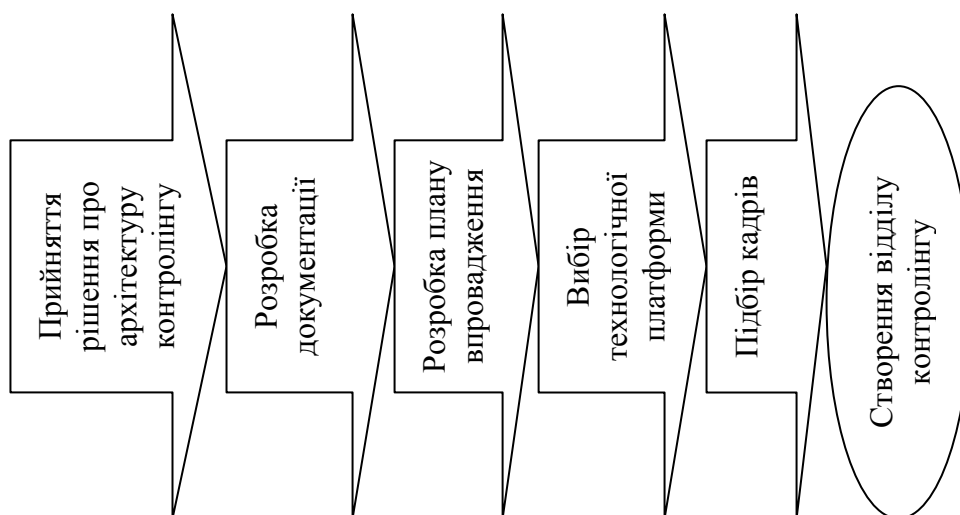 Прийняття
рішення про
архітектуру
контролінгу
Розробка
документації
Розробка плану
впровадження
Вибір
технологічної
платформи
Підбір кадрів
Створення відділу
контролінгу